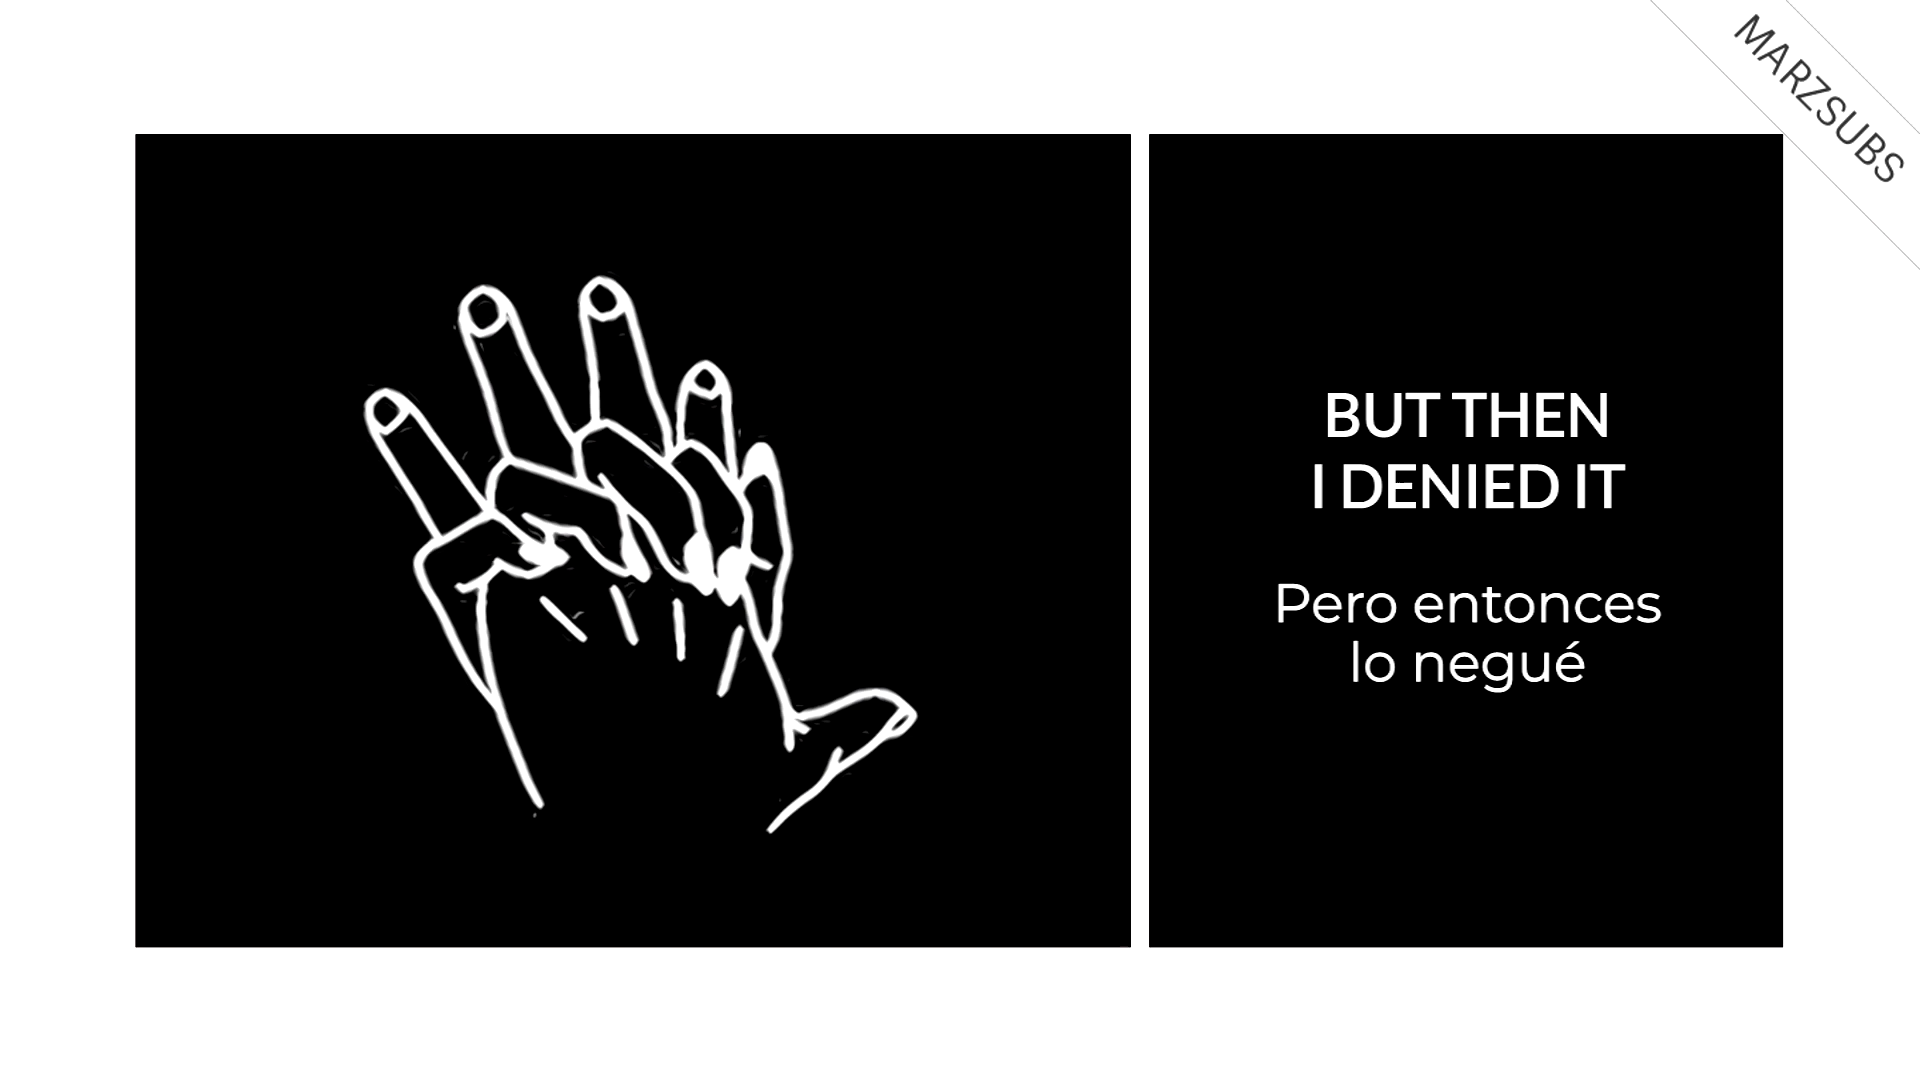 MARZSUBS
BUT THEN
I DENIED IT
Pero entonces
lo negué